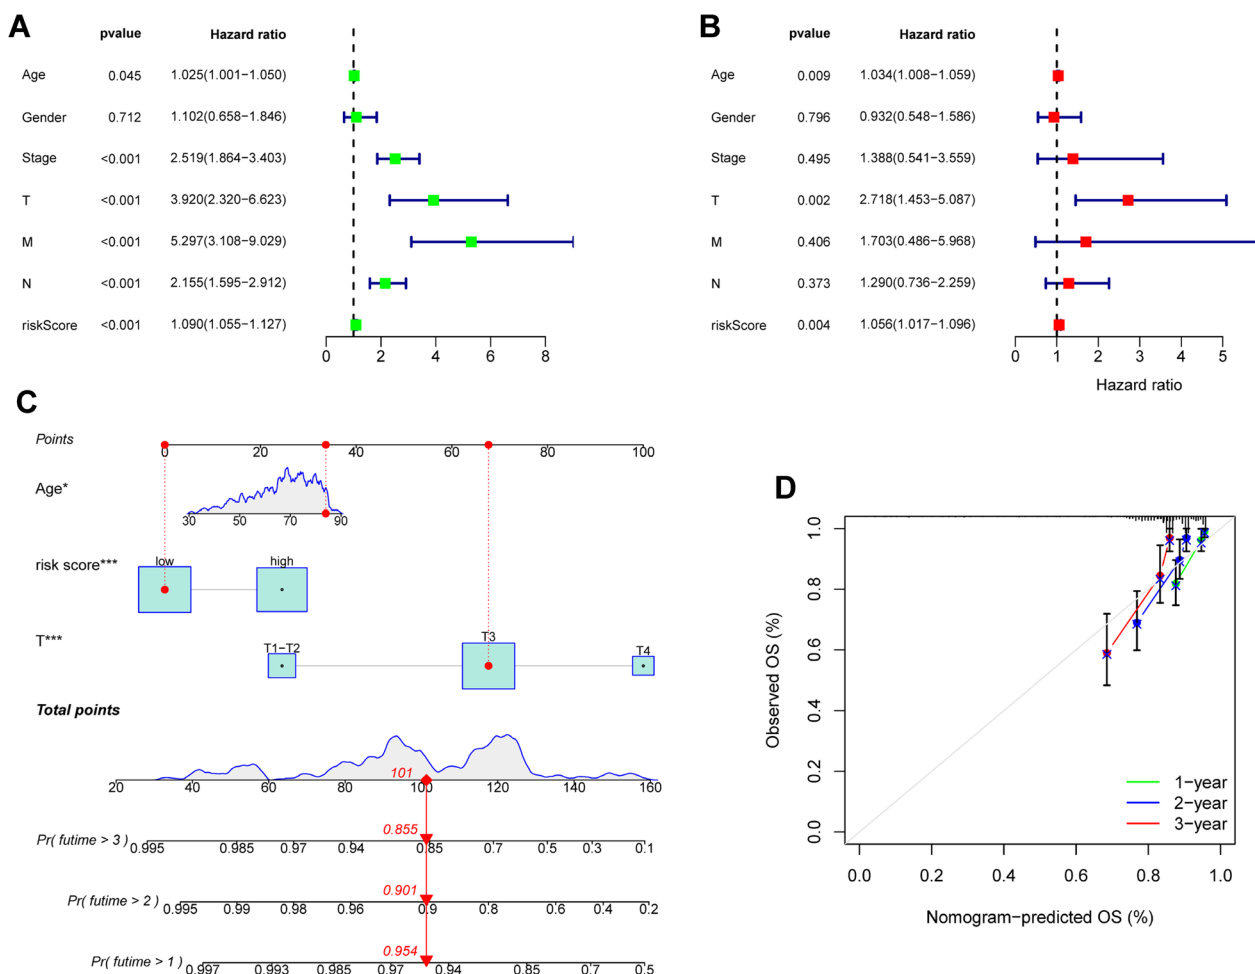 A
pvalue Hazard ratio
Age 0.045 1.025(1.001−1.050)
Gender 0.712 1.102(0.658−1.846)
Stage <0.001 2.519(1.864−3.403)
T <0.001 3.920(2.320−6.623)
M <0.001 5.297(3.108−9.029)
N <0.001 2.155(1.595−2.912)
riskScore <0.001 1.090(1.055−1.127)
0 2 4 6 8
B
pvalue Hazard ratio
Age 0.009 1.034(1.008−1.059)
Gender 0.796 0.932(0.548−1.586)
Stage 0.495 1.388(0.541−3.559)
T 0.002 2.718(1.453−5.087)
M 0.406 1.703(0.486−5.968)
N 0.373 1.290(0.736−2.259)
riskScore 0.004 1.056(1.017−1.096)
0 1 2 3 4 5
Hazard ratio
C
Points
0 20 40 60 80 100
Age*
30 50 70 90
risk score***
low high
T***
T1−T2 T3 T4
Total points
101
20 40 60 80 100 120 140 160
0.855
Pr( futime > 3 )
0.995 0.985 0.97 0.94 0.85 0.7 0.5 0.3 0.1
0.901
Pr( futime > 2 )
0.995 0.99 0.98 0.96 0.9 0.8 0.6 0.4 0.2
0.954
Pr( futime > 1 )
0.997 0.993 0.985 0.97 0.94 0.85 0.7 0.5
D
Observed OS (%)
1.0
0.8
0.6
0.4
0.2
0.0
1−year
2−year
3−year
0.0 0.2 0.4 0.6 0.8 1.0
Nomogram−predicted OS (%)